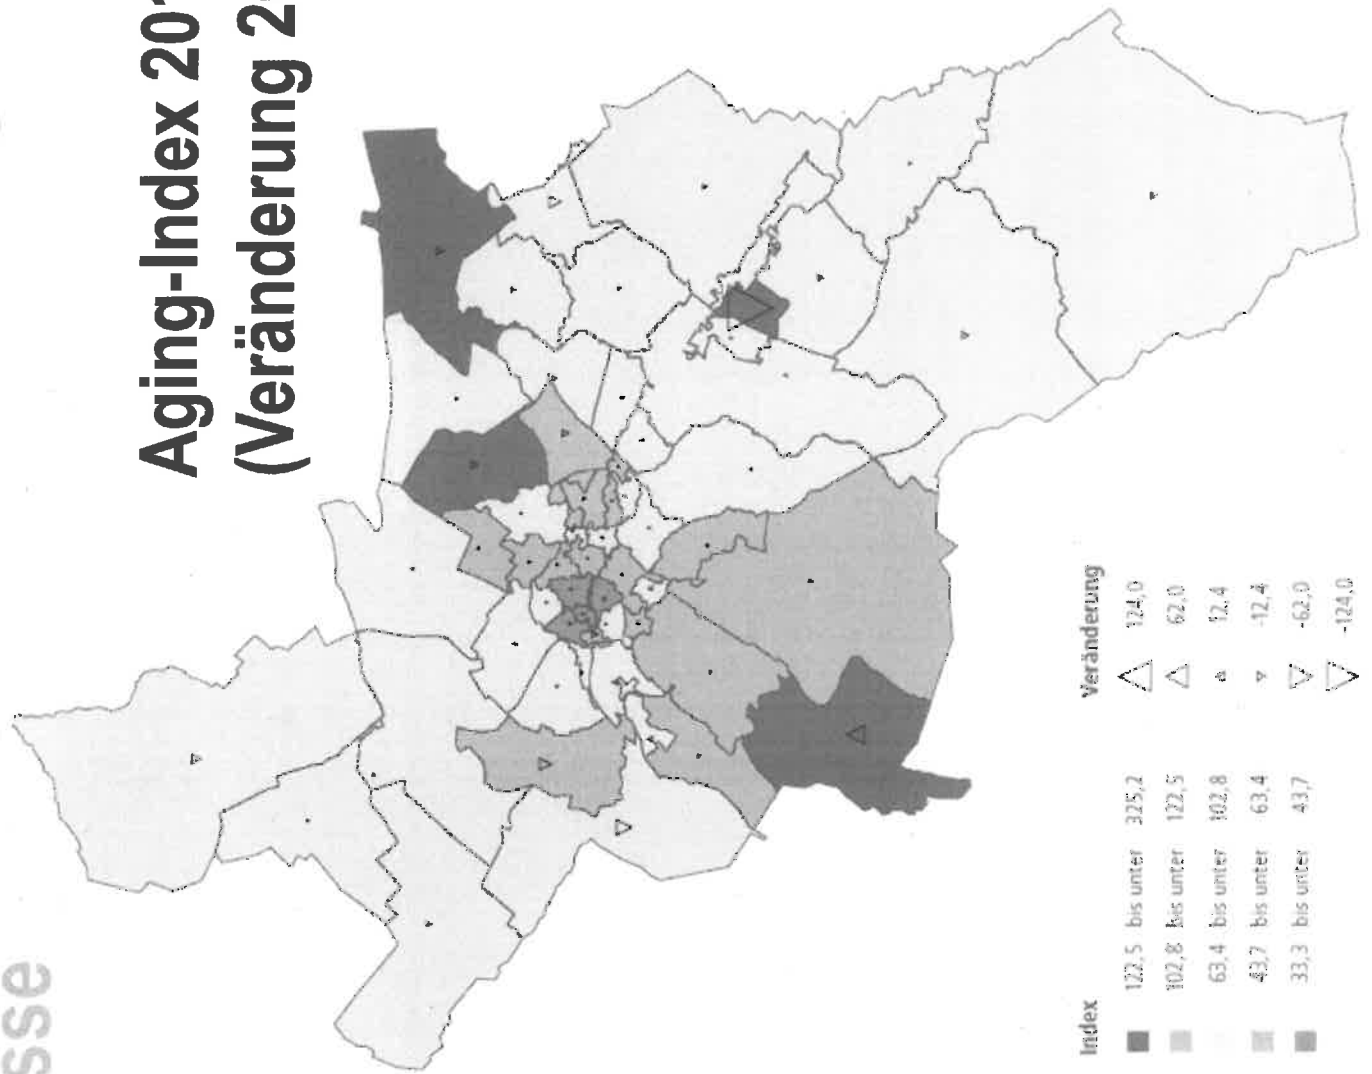 sse
Aging-Index 201
(Veränderung 2
Index
122,5 bis unter 325,2
102,8 bis unter 122,5
63,4 bis unter 102,8
43,7 bis unter 63,4
33,3 bis unter 43,7
Veränderung
124,0
62,0
12,4
-12,4
-62,0
-124,0